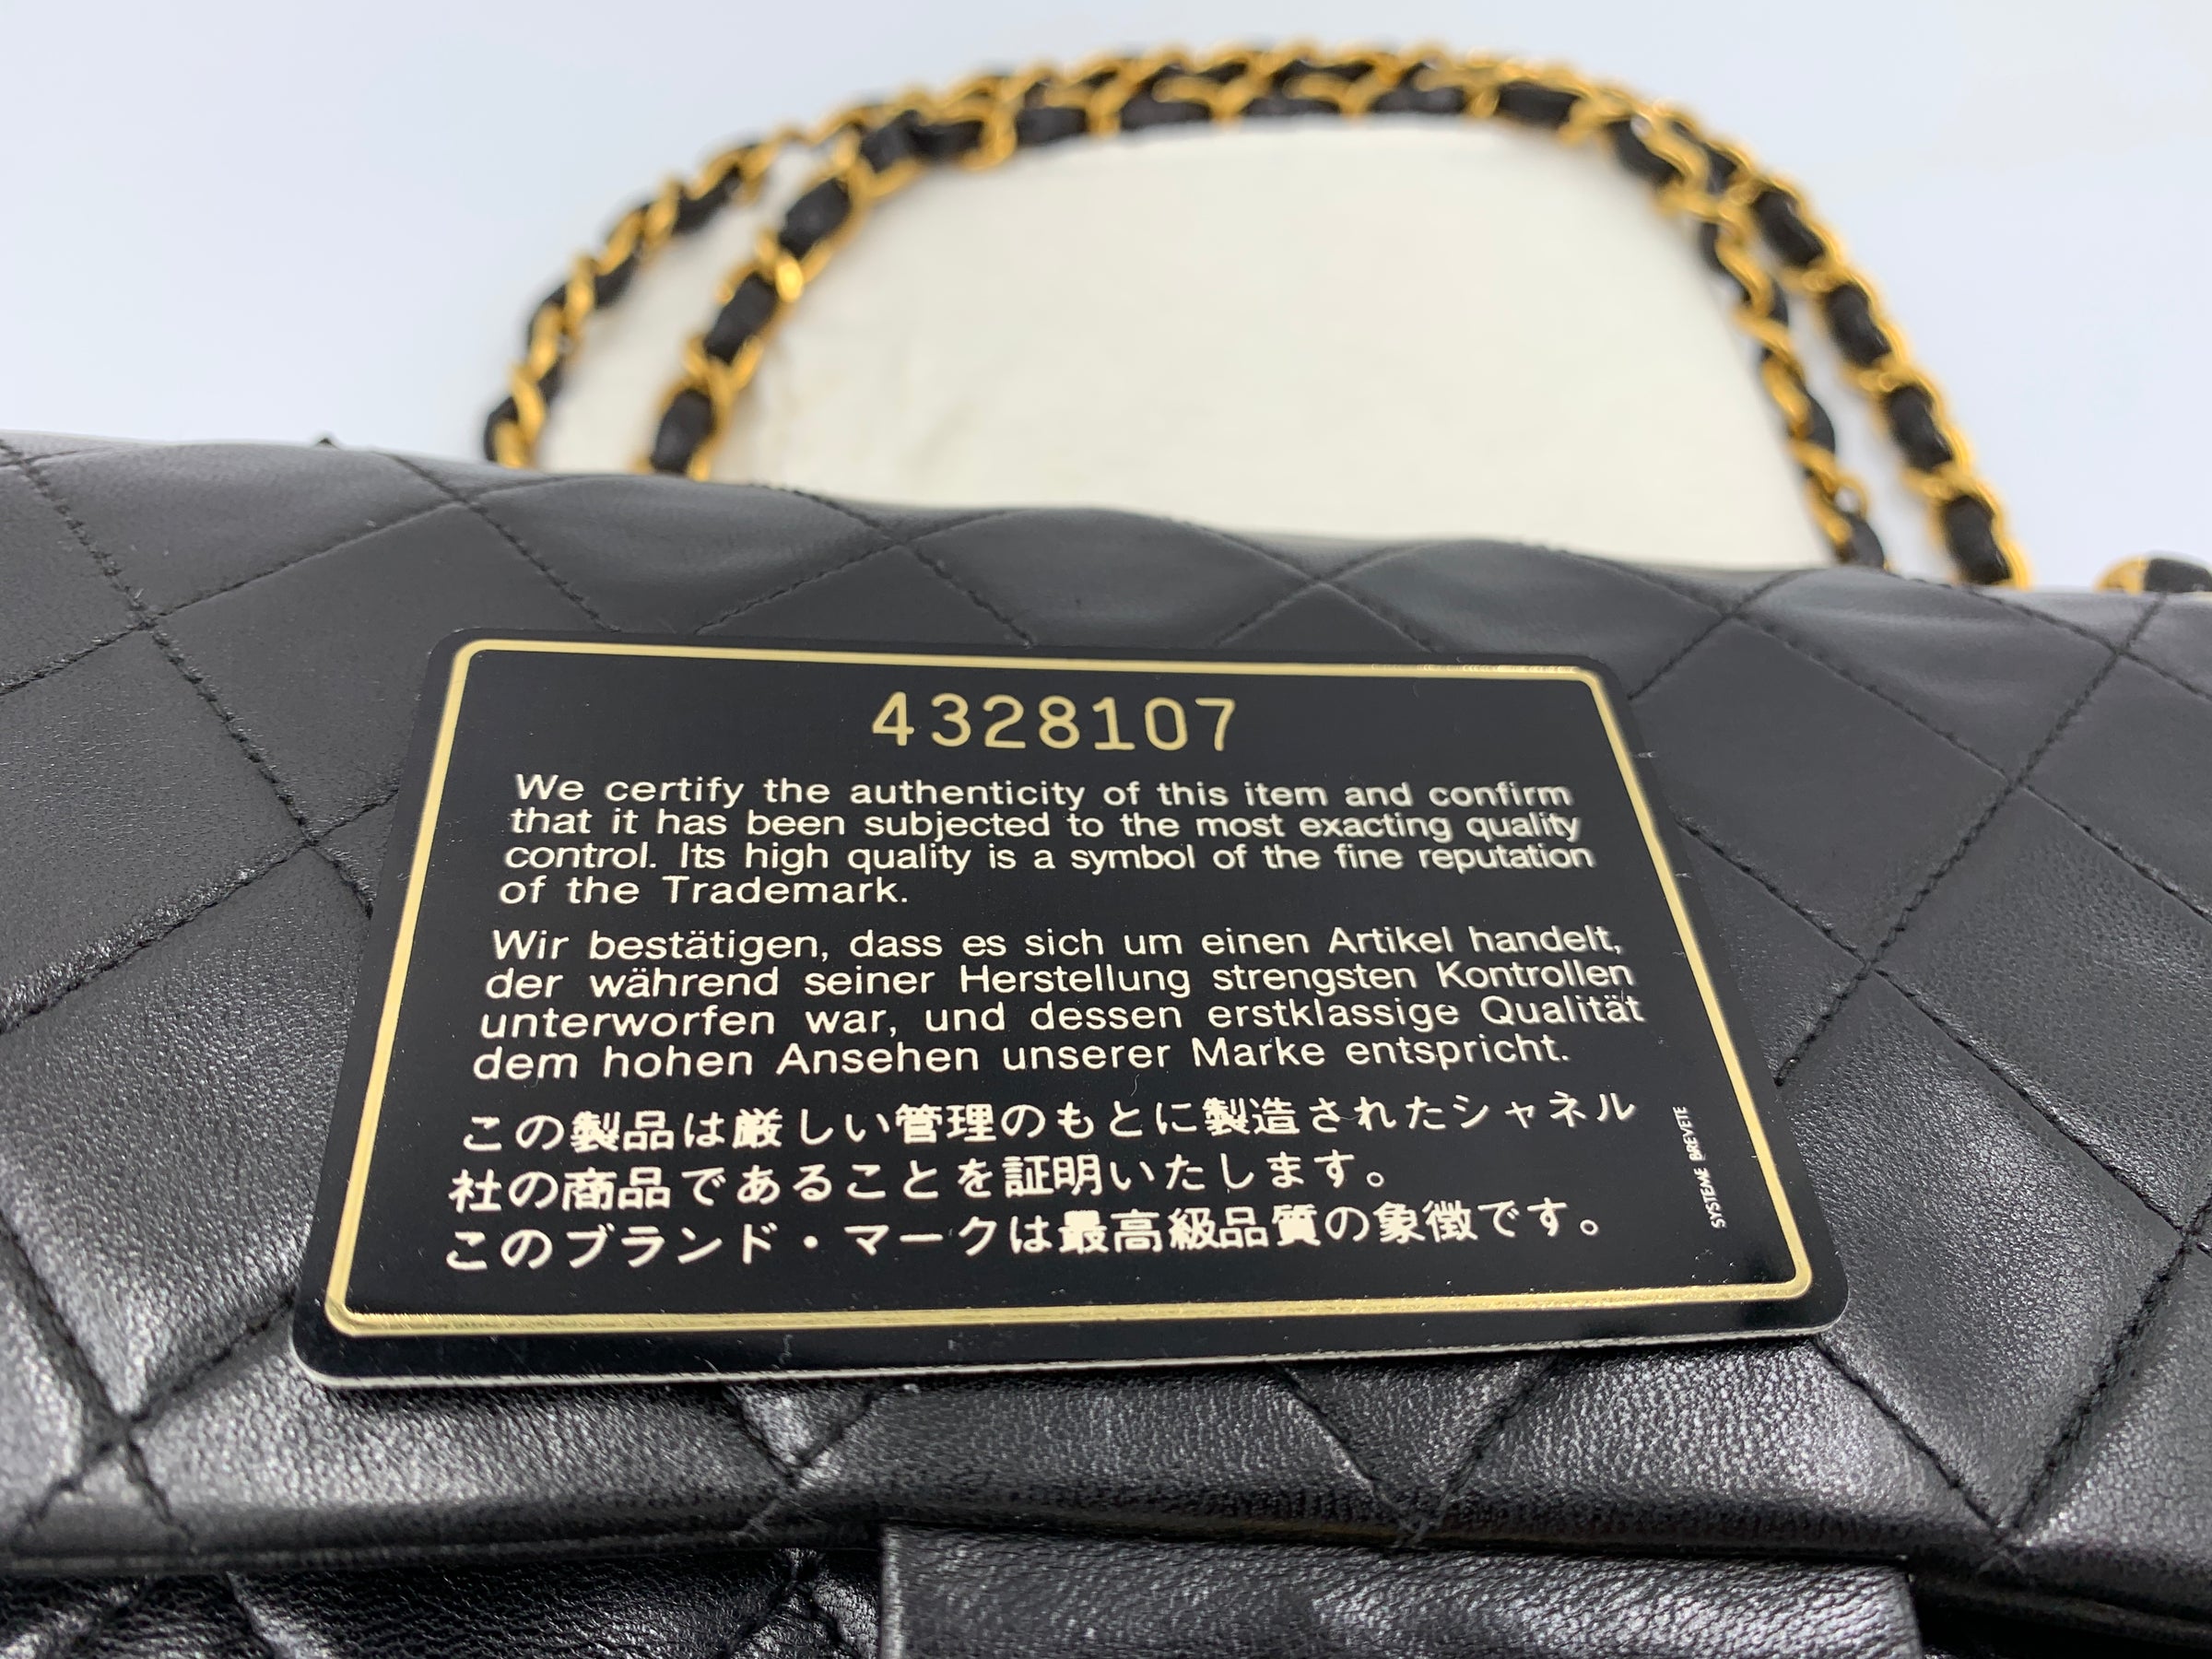 4328107
We certify the authenticity of this item and confirm
that it has been subjected to the most exacting quality
control. Its high quality is a symbol of the fine reputation
of the Trademark.
Wir bestätigen, dass es sich um einen Artikel handelt,
der während seiner Herstellung strengsten Kontrollen
unterworfen war, und dessen erstklassige Qualität
dem hohen Ansehen unserer Marke entspricht.
この製品は厳しい管理のもとに製造されたシャネル
社の商品であることを証明いたします。
このブランド・マークは最高級品質の象徴です。
SYSTEME BREVETE